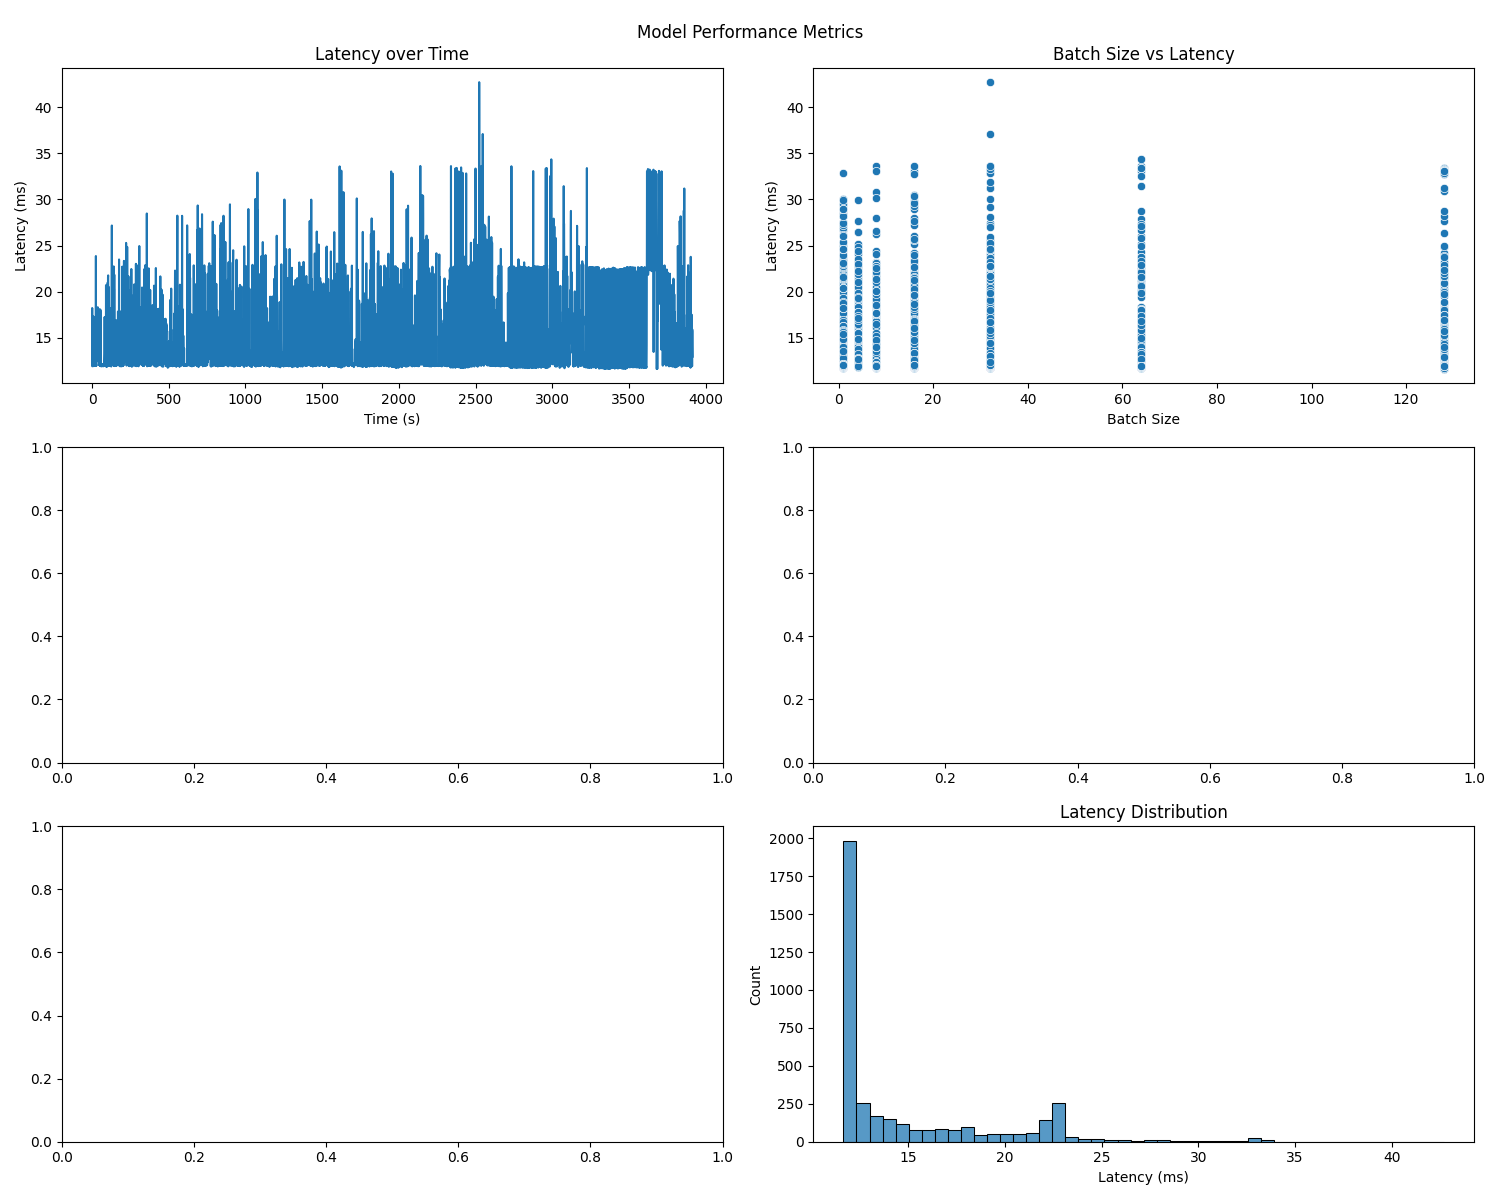 Model Performance Metrics
Latency over Time
Latency (ms)
40
35
30
25
20
15
0 500 1000 1500 2000 2500 3000 3500 4000
Time (s)
Batch Size vs Latency
Latency (ms)
40
35
30
25
20
15
0 20 40 60 80 100 120
Batch Size
1.0
0.8
0.6
0.4
0.2
0.0
0.0 0.2 0.4 0.6 0.8 1.0
1.0
0.8
0.6
0.4
0.2
0.0
0.0 0.2 0.4 0.6 0.8 1.0
1.0
0.8
0.6
0.4
0.2
0.0
0.0 0.2 0.4 0.6 0.8 1.0
Latency Distribution
Count
2000
1750
1500
1250
1000
750
500
250
0
15 20 25 30 35 40
Latency (ms)